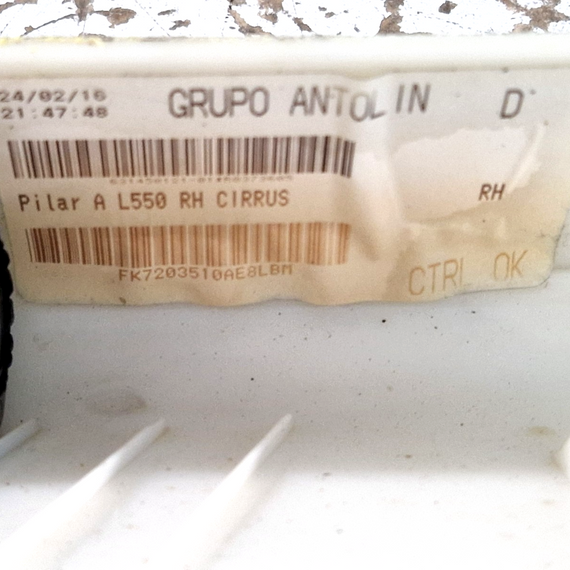 24/02/16 GRUPO ANTOLIN D
21:47:48
Pilar A L550 RH CIRRUS RH
FK7203510AE8LBM
CTRL OK